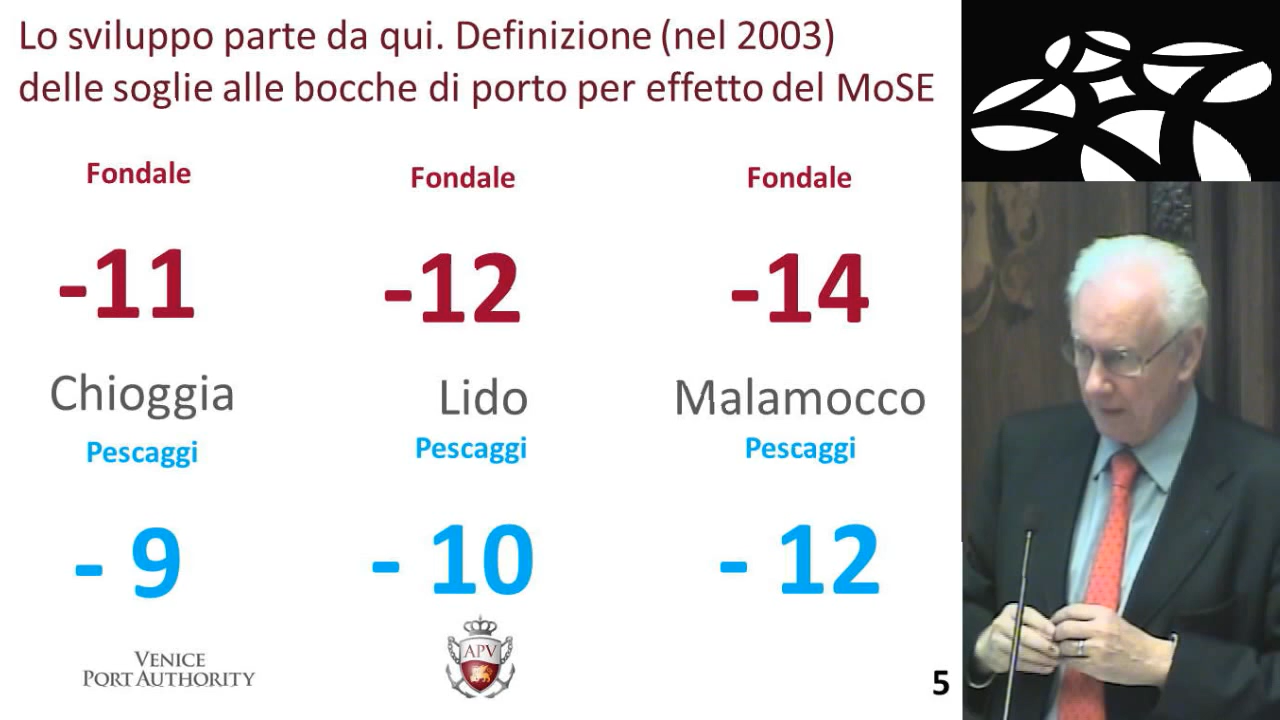 Lo sviluppo parte da qui. Definizione (nel 2003)
delle soglie alle bocche di porto per effetto del MoSE
Fondale Fondale Fondale
-11 -12 -14
Chioggia Lido Malamocco
Pescaggi Pescaggi Pescaggi
- 9 - 10 - 12
VENICE
PORT AUTHORITY
APV
5